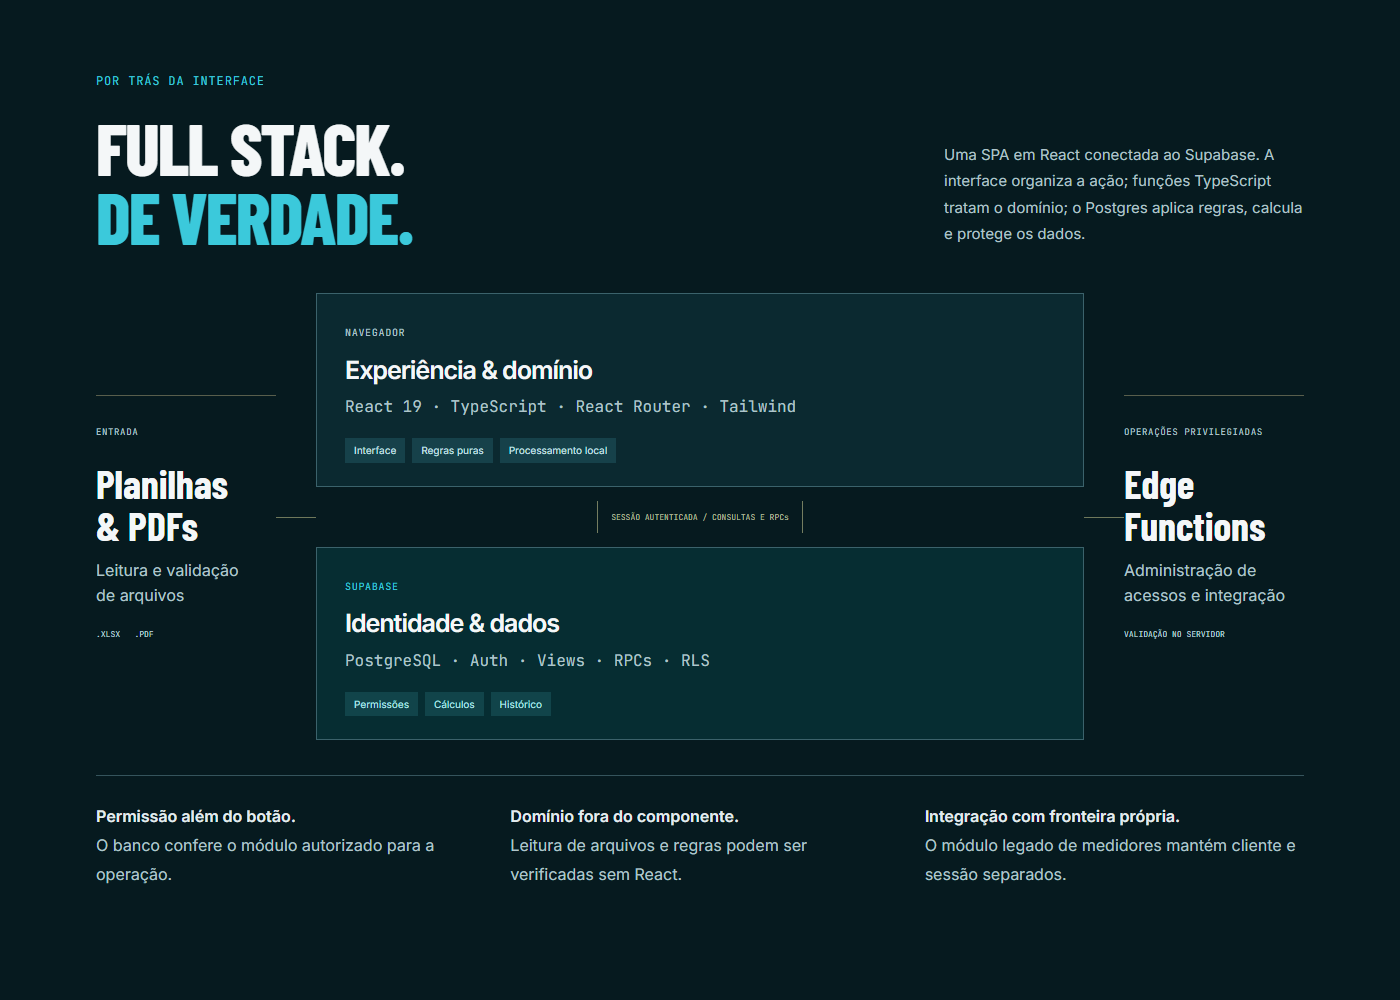 POR TRÁS DA INTERFACE
FULL STACK.
DE VERDADE.
Uma SPA em React conectada ao Supabase. A
interface organiza a ação; funções TypeScript
tratam o domínio; o Postgres aplica regras, calcula
e protege os dados.
ENTRADA
Planilhas
& PDFs
Leitura e validação
de arquivos
.XLSX .PDF
NAVEGADOR
Experiência & domínio
React 19 · TypeScript · React Router · Tailwind
Interface Regras puras Processamento local
SESSÃO AUTENTICADA / CONSULTAS E RPCs
SUPABASE
Identidade & dados
PostgreSQL · Auth · Views · RPCs · RLS
Permissões Cálculos Histórico
OPERAÇÕES PRIVILEGIADAS
Edge
Functions
Administração de
acessos e integração
VALIDAÇÃO NO SERVIDOR
Permissão além do botão.
O banco confere o módulo autorizado para a
operação.
Domínio fora do componente.
Leitura de arquivos e regras podem ser
verificadas sem React.
Integração com fronteira própria.
O módulo legado de medidores mantém cliente e
sessão separados.